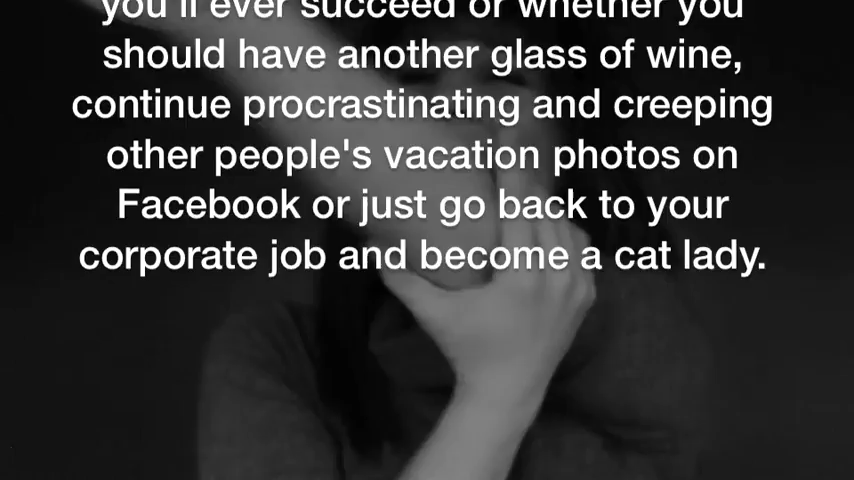 you'll ever succeed or whether you
should have another glass of wine,
continue procrastinating and creeping
other people's vacation photos on
Facebook or just go back to your
corporate job and become a cat lady.